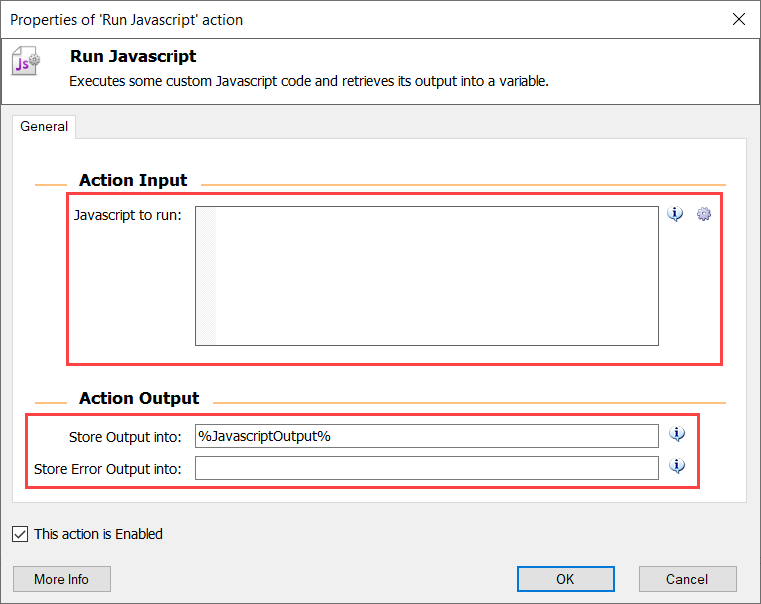 Properties of 'Run Javascript' action
Js
Run Javascript
Executes some custom Javascript code and retrieves its output into a variable.
General
Action Input
Javascript to run:
Action Output
Store Output into: %JavascriptOutput%
Store Error Output into:
This action is Enabled
More Info OK Cancel